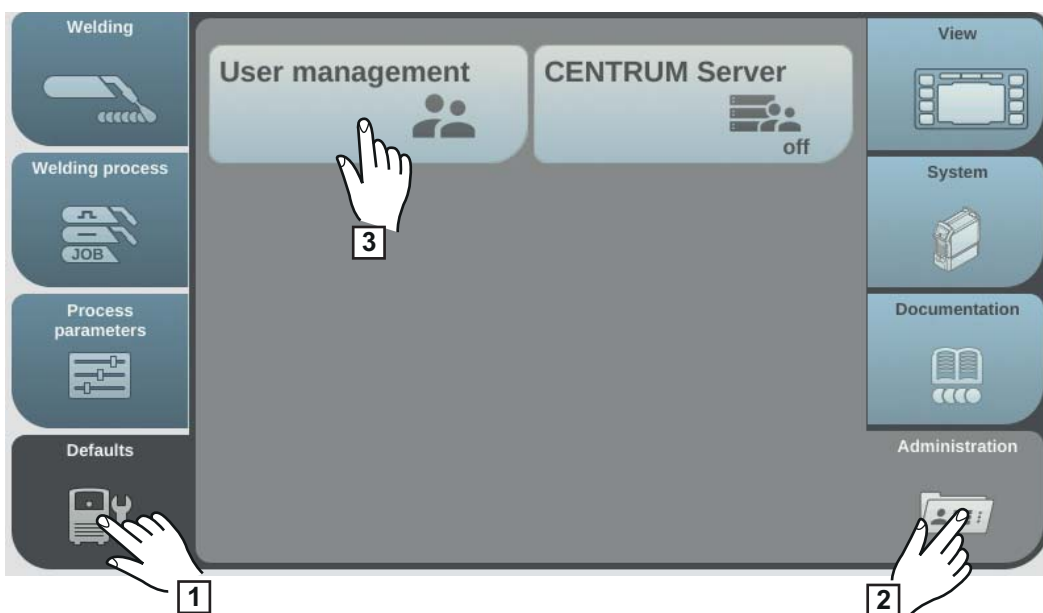 Welding
Welding process
JOB
Process
parameters
Defaults
1
User management
3
CENTRUM Server
off
View
System
Documentation
Administration
2